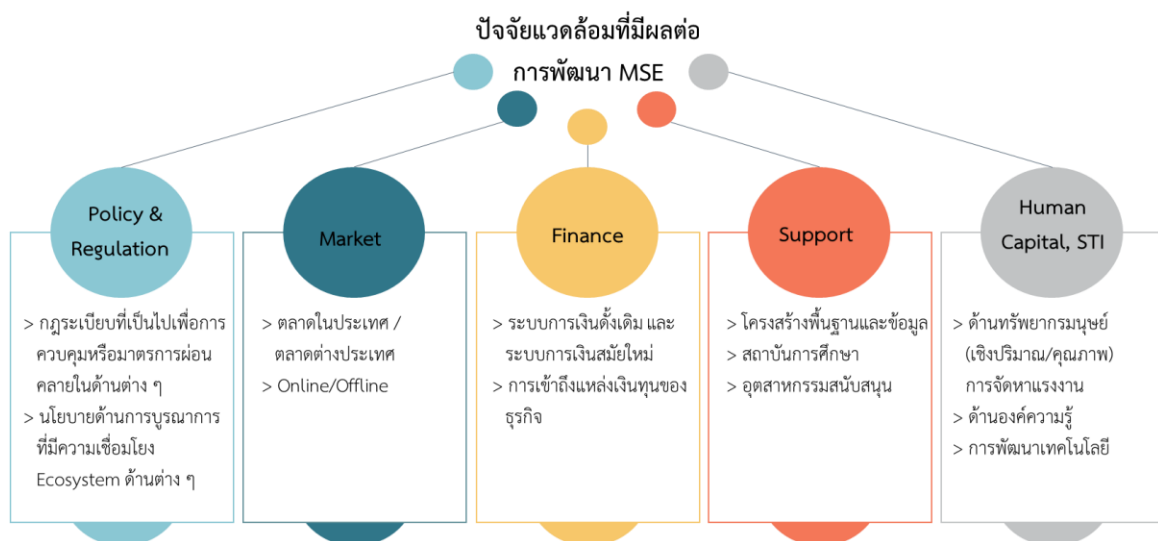 ปัจจัยแวดล้อมที่มีผลต่อ
การพัฒนา MSE
Policy &
Regulation
> กฎระเบียบที่เป็นไปเพื่อการ
ควบคุมหรือมาตรการผ่อน
คลายในด้านต่าง ๆ
> นโยบายด้านการบูรณาการ
ที่มีความเชื่อมโยง
Ecosystem ด้านต่าง ๆ
Market
> ตลาดในประเทศ /
ตลาดต่างประเทศ
> Online/Offline
Finance
> ระบบการเงินดั้งเดิม และ
ระบบการเงินสมัยใหม่
> การเข้าถึงแหล่งเงินทุนของ
ธุรกิจ
Support
> โครงสร้างพื้นฐานและข้อมูล
> สถาบันการศึกษา
> อุตสาหกรรมสนับสนุน
Human
Capital, STI
> ด้านทรัพยากรมนุษย์
(เชิงปริมาณ/คุณภาพ)
การจัดหาแรงงาน
> ด้านองค์ความรู้
> การพัฒนาเทคโนโลยี